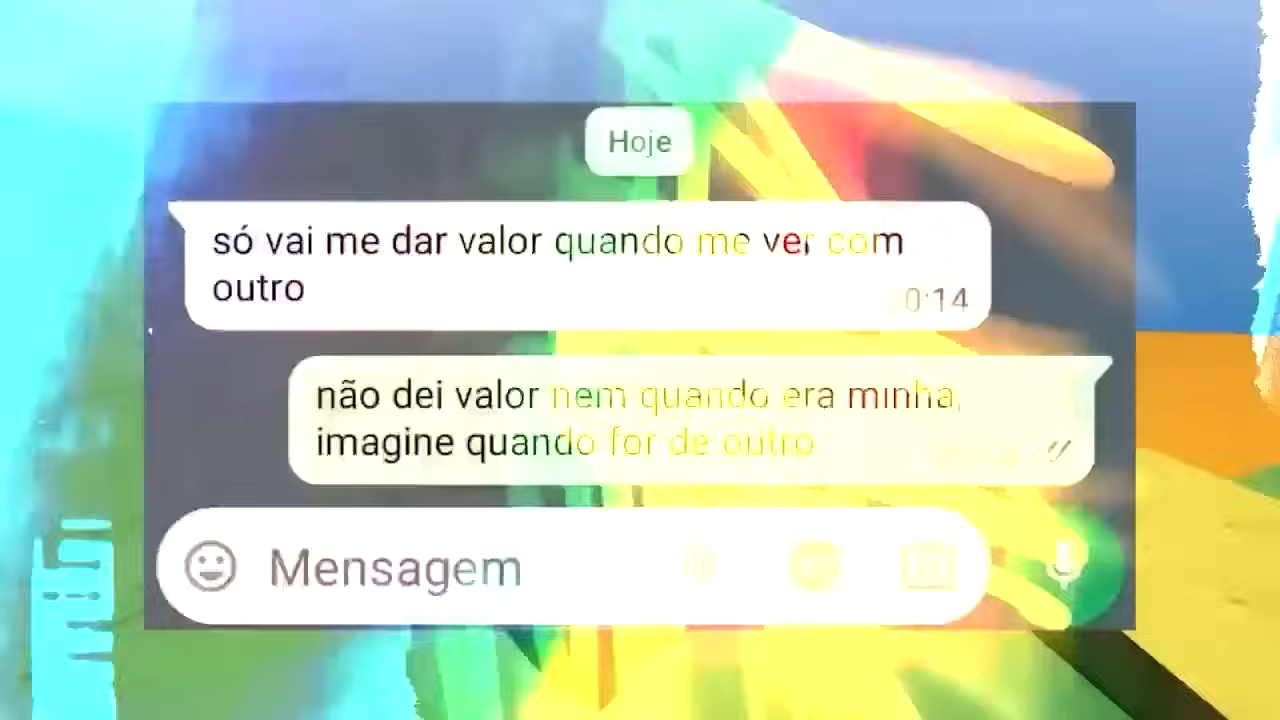 Hoje
só vai me dar valor quando me ver com
outro
0:14
não dei valor nem quando era minha,
imagine quando for de outro
Mensagem